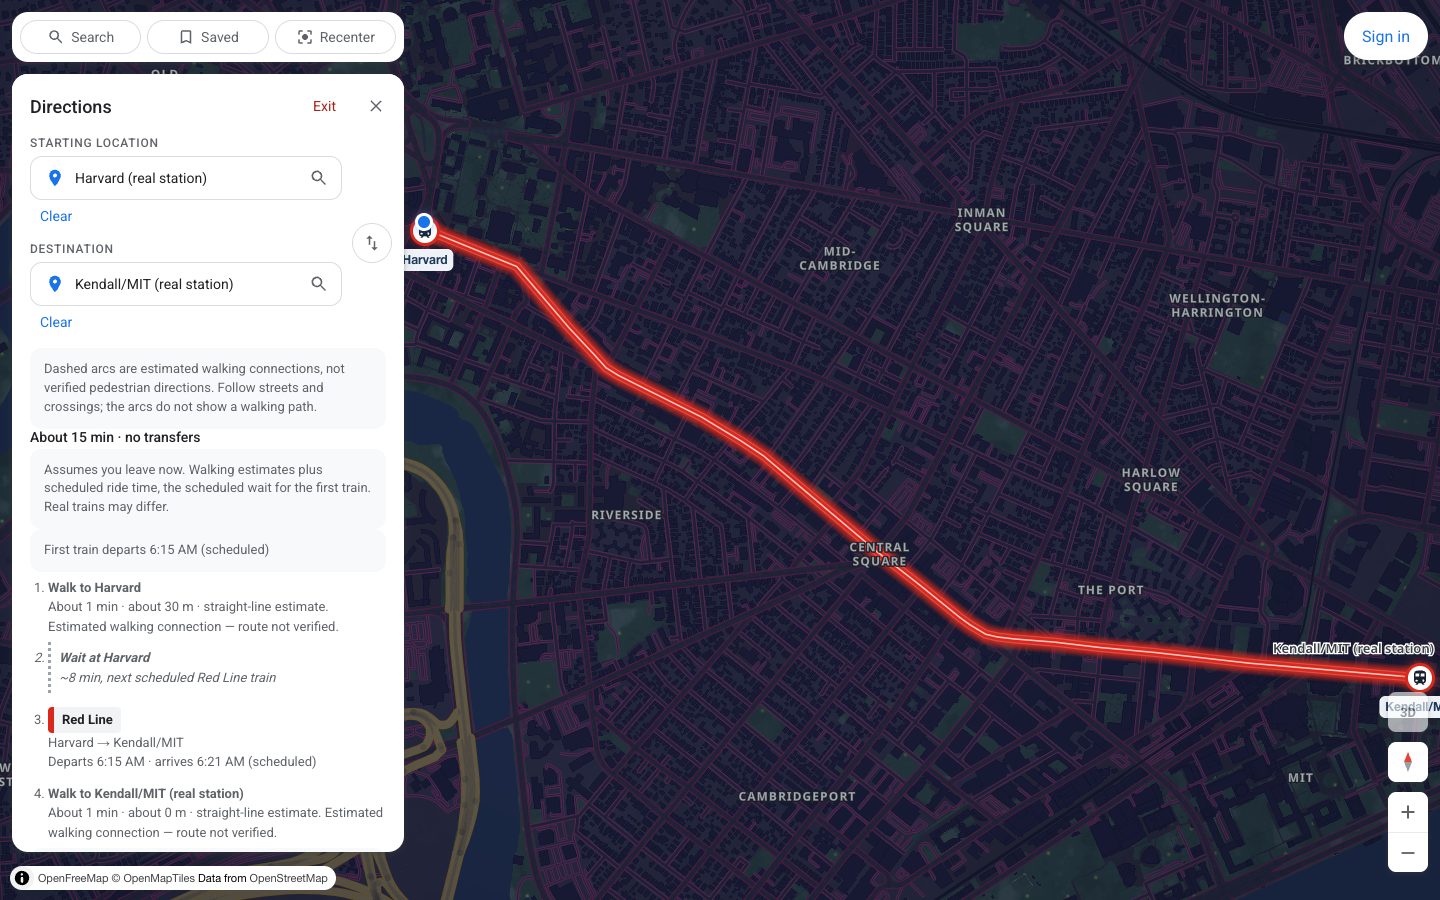 Search
Saved
Recenter
Sign in
Directions
Exit
STARTING LOCATION
Harvard (real station)
Clear
DESTINATION
Kendall/MIT (real station)
Clear
Dashed arcs are estimated walking connections, not
verified pedestrian directions. Follow streets and
crossings; the arcs do not show a walking path.
About 15 min · no transfers
Assumes you leave now. Walking estimates plus
scheduled ride time, the scheduled wait for the first train.
Real trains may differ.
First train departs 6:15 AM (scheduled)
1. Walk to Harvard
About 1 min · about 30 m · straight-line estimate.
Estimated walking connection — route not verified.
2. Wait at Harvard
~8 min, next scheduled Red Line train
3. Red Line
Harvard → Kendall/MIT
Departs 6:15 AM · arrives 6:21 AM (scheduled)
4. Walk to Kendall/MIT (real station)
About 1 min · about 0 m · straight-line estimate. Estimated
walking connection — route not verified.
OpenFreeMap © OpenMapTiles Data from OpenStreetMap
BRICKBOTTOM
Harvard
INMAN
SQUARE
MID-
CAMBRIDGE
WELLINGTON-
HARRINGTON
HARLOW
SQUARE
RIVERSIDE
CENTRAL
SQUARE
THE PORT
Kendall/MIT (real station)
Kendall/M
3D
MIT
CAMBRIDGEPORT